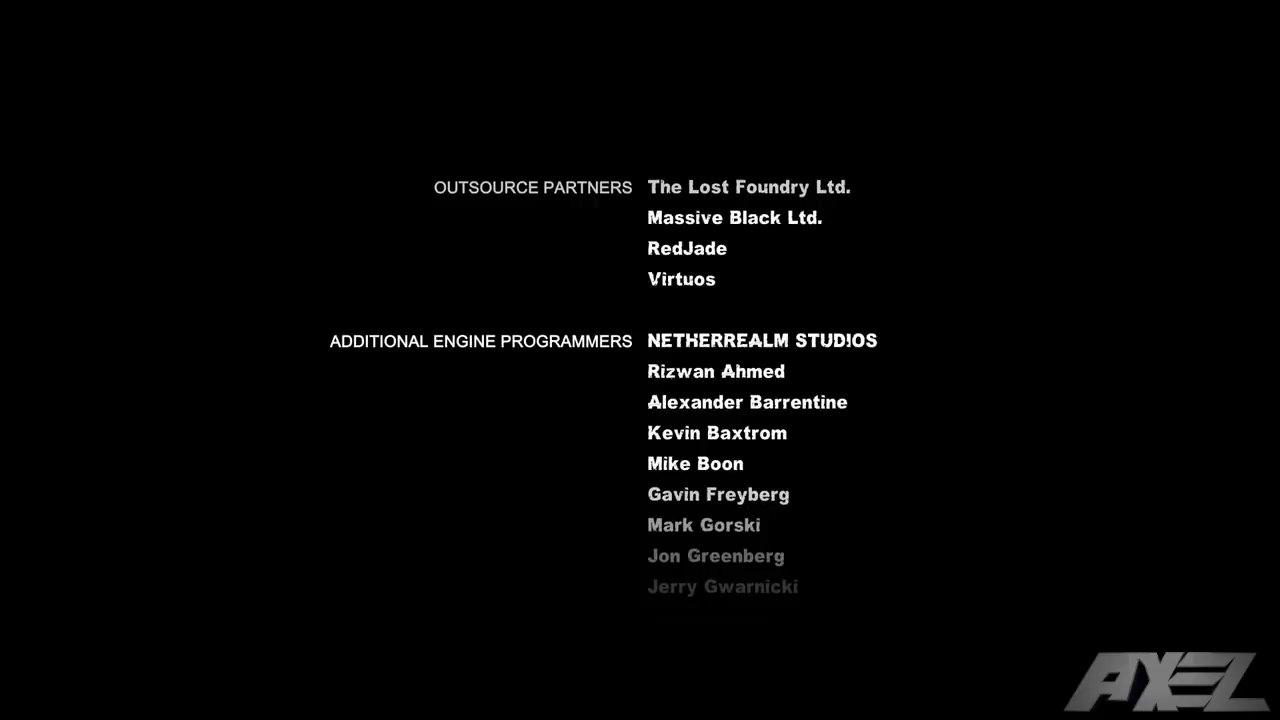 OUTSOURCE PARTNERS The Lost Foundry Ltd.
Massive Black Ltd.
RedJade
Virtuos
ADDITIONAL ENGINE PROGRAMMERS NETHERREALM STUDIOS
Rizwan Ahmed
Alexander Barrentine
Kevin Baxtrom
Mike Boon
Gavin Freyberg
Mark Gorski
Jon Greenberg
Jerry Gwarnicki
AXEL